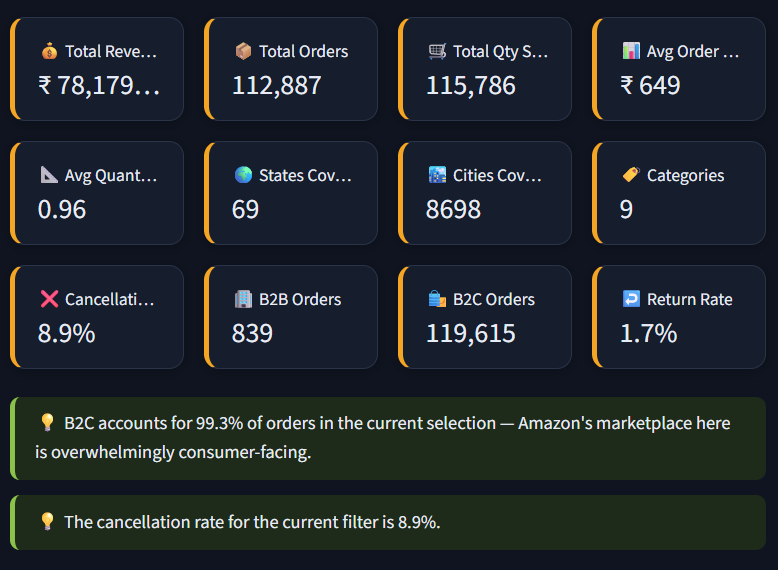 💰 Total Reve…
📦 Total Orders
🛒 Total Qty S…
📊 Avg Order …
₹ 78,179…
112,887
115,786
₹ 649
📐 Avg Quant…
🌍 States Cov…
🏙️ Cities Cov…
🏷️ Categories
0.96
69
8698
9
❌ Cancellati…
🏢 B2B Orders
🛍️ B2C Orders
↩️ Return Rate
8.9%
839
119,615
1.7%
💡 B2C accounts for 99.3% of orders in the current selection — Amazon's marketplace here
is overwhelmingly consumer-facing.
💡 The cancellation rate for the current filter is 8.9%.